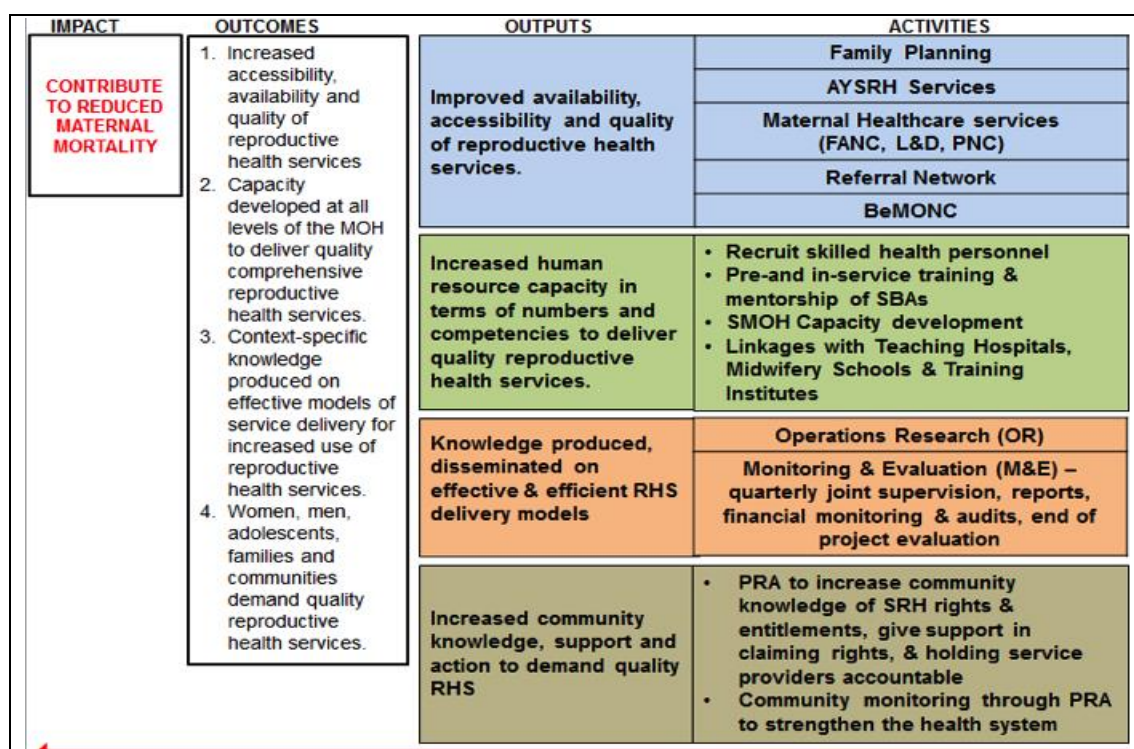 IMPACT
OUTCOMES
OUTPUTS
ACTIVITIES
CONTRIBUTE
TO REDUCED
MATERNAL
MORTALITY
1. Increased
accessibility,
availability and
quality of
reproductive
health services
2. Capacity
developed at all
levels of the MOH
to deliver quality
comprehensive
reproductive
health services.
3. Context-specific
knowledge
produced on
effective models of
service delivery for
increased use of
reproductive
health services.
4. Women, men,
adolescents,
families and
communities
demand quality
reproductive
health services.
Improved availability,
accessibility and quality
of reproductive health
services.
Family Planning
AYSRH Services
Maternal Healthcare services
(FANC, L&D, PNC)
Referral Network
BeMONC
Increased human
resource capacity in
terms of numbers and
competencies to deliver
quality reproductive
health services.
• Recruit skilled health personnel
• Pre-and in-service training &
mentorship of SBAs
• SMOH Capacity development
• Linkages with Teaching Hospitals,
Midwifery Schools & Training
Institutes
Knowledge produced,
disseminated on
effective & efficient RHS
delivery models
Operations Research (OR)
Monitoring & Evaluation (M&E) –
quarterly joint supervision, reports,
financial monitoring & audits, end of
project evaluation
Increased community
knowledge, support and
action to demand quality
RHS
• PRA to increase community
knowledge of SRH rights &
entitlements, give support in
claiming rights, & holding service
providers accountable
• Community monitoring through PRA
to strengthen the health system